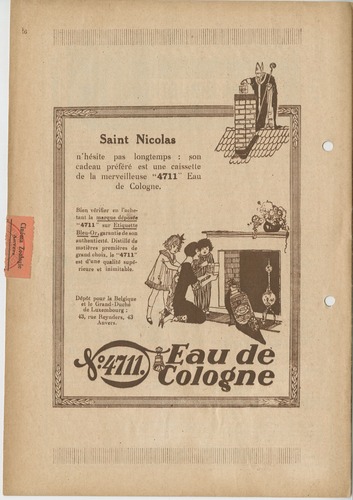 Saint Nicolas
n'hésite pas longtemps : son
cadeau préféré est une caissette
de la merveilleuse "4711" Eau
de Cologne.
Bien vérifier en l'ache-
tant la marque déposée
"4711" sur Etiquette
Bleu-Or, garantie de son
authenticité. Distillé de
matières premières de
grand choix, la "4711"
est d'une qualité supé-
rieure et inimitable.
Dépôt pour la Belgique
et le Grand-Duché
de Luxembourg :
43, rue Reynders, 43
Anvers.
No 4711.
Eau de
Cologne